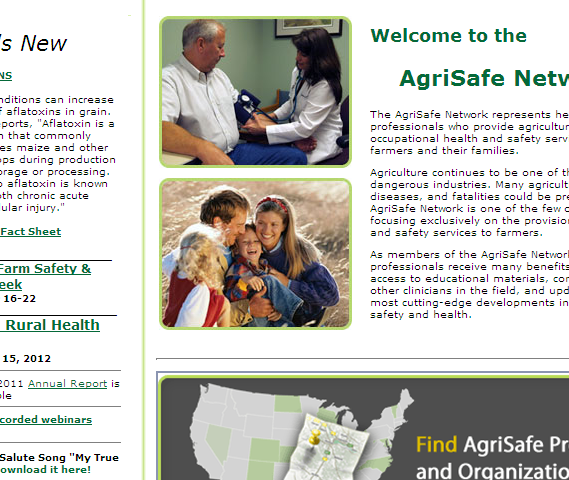 s New
NS
nditions can increase
f aflatoxins in grain.
ports, "Aflatoxin is a
n that commonly
es maize and other
ops during production
orage or processing.
o aflatoxin is known
oth chronic acute
ular injury."
Fact Sheet
Farm Safety &
eek
16-22
Rural Health
15, 2012
2011 Annual Report is
ble
corded webinars
Salute Song "My True
ownload it here!
Welcome to the
AgriSafe Netw
The AgriSafe Network represents he
professionals who provide agricultur
occupational health and safety serv
farmers and their families.
Agriculture continues to be one of th
dangerous industries. Many agricult
diseases, and fatalities could be pre
AgriSafe Network is one of the few o
focusing exclusively on the provision
and safety services to farmers.
As members of the AgriSafe Network
professionals receive many benefits
access to educational materials, con
other clinicians in the field, and upd
most cutting-edge developments in
safety and health.
Find AgriSafe Pr
and Organizatio